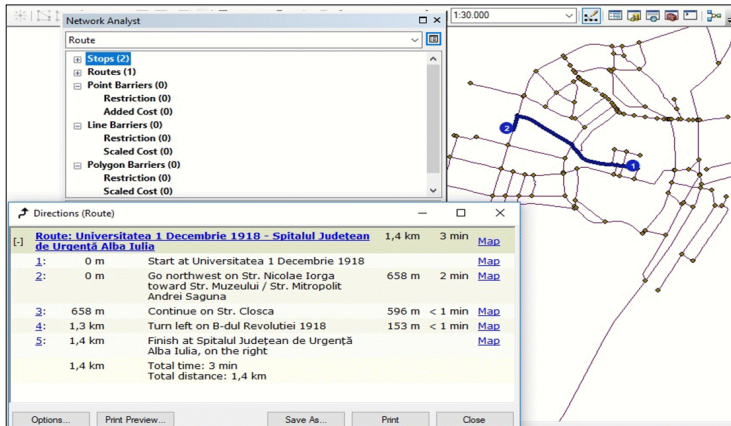 Network Analyst
1:30.000
Route
Stops (2)
Routes (1)
Point Barriers (0)
Restriction (0)
Added Cost (0)
Line Barriers (0)
Restriction (0)
Scaled Cost (0)
Polygon Barriers (0)
Restriction (0)
Scaled Cost (0)
2
1
Directions (Route)
[-] Route: Universitatea 1 Decembrie 1918 - Spitalul Județean 1,4 km 3 min Map
de Urgență Alba Iulia
1: 0 m Start at Universitatea 1 Decembrie 1918 Map
2: 0 m Go northwest on Str. Nicolae Iorga 658 m 2 min Map
toward Str. Muzeului / Str. Mitropolit
Andrei Saguna
3: 658 m Continue on Str. Closca 596 m < 1 min Map
4: 1,3 km Turn left on B-dul Revolutiei 1918 153 m < 1 min Map
5: 1,4 km Finish at Spitalul Județean de Urgență Map
Alba Iulia, on the right
1,4 km Total time: 3 min
Total distance: 1,4 km
Options... Print Preview... Save As... Print Close